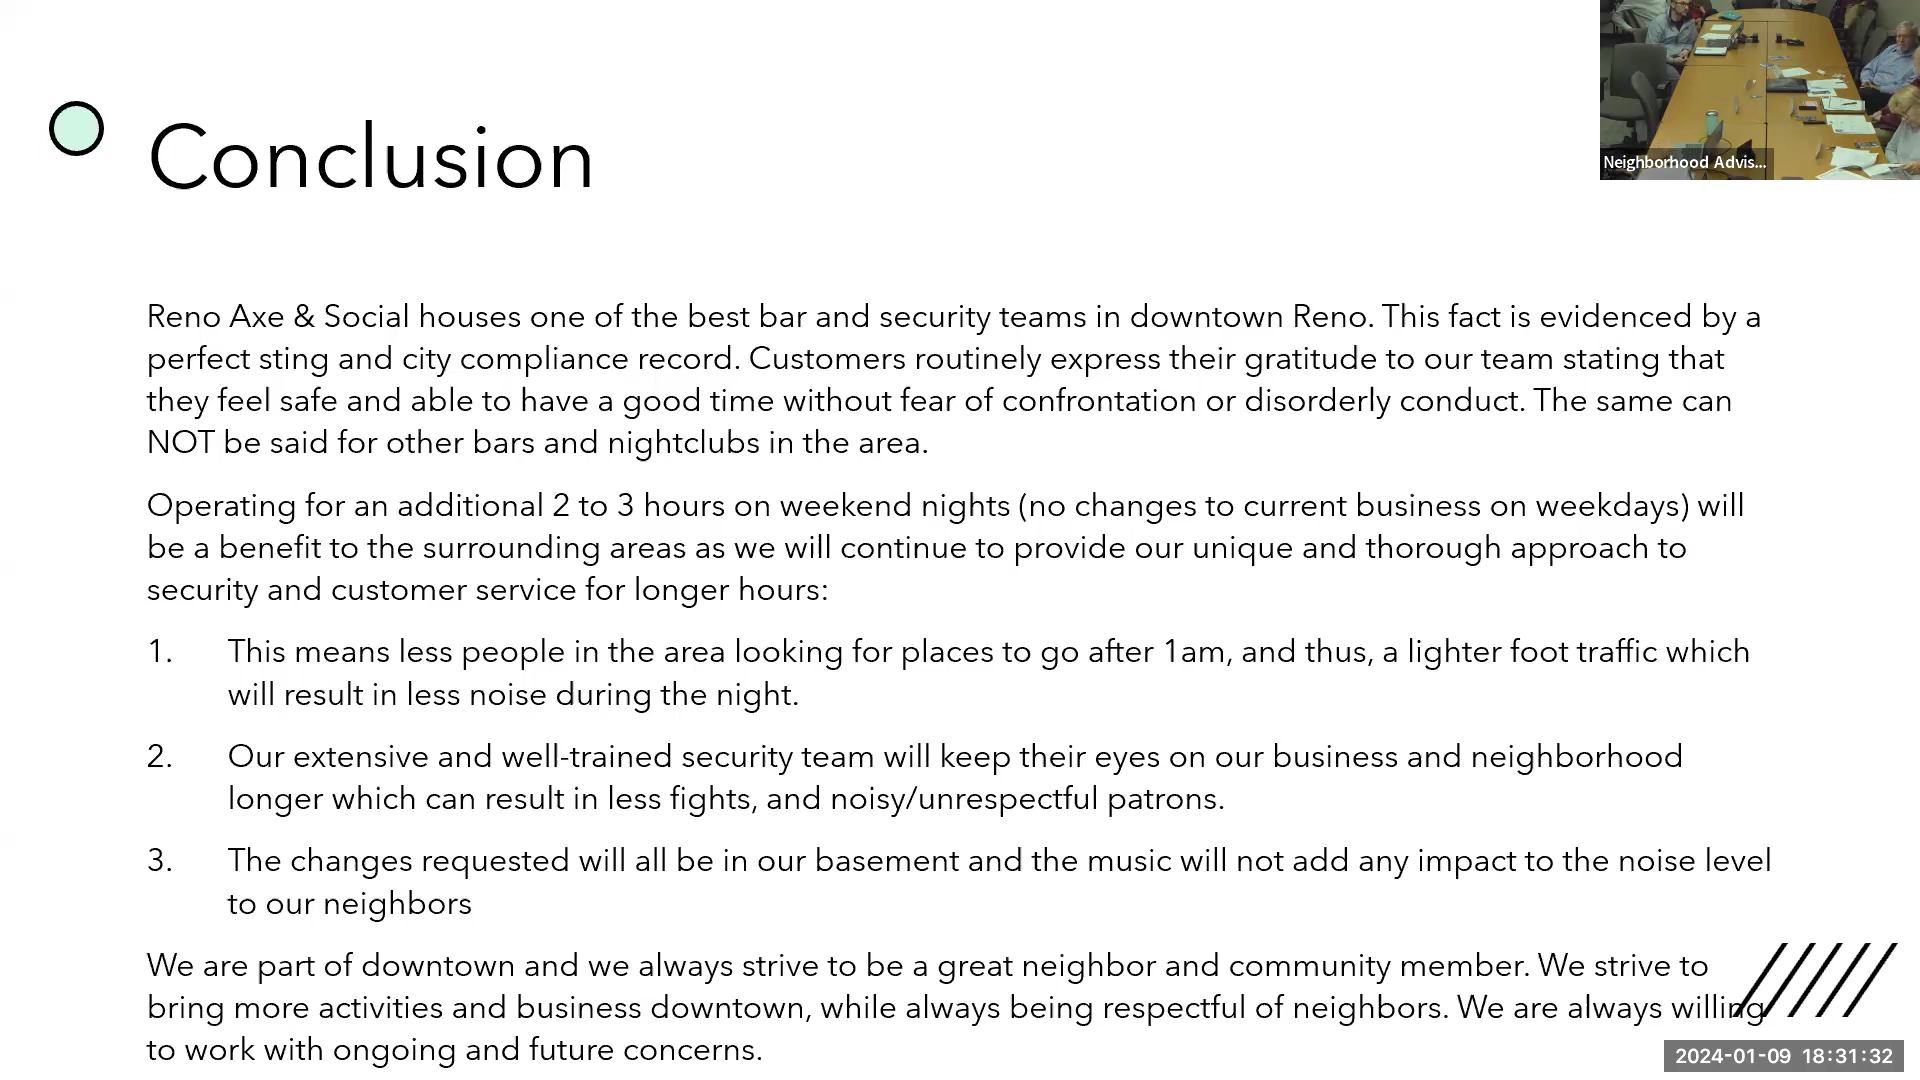 Neighborhood Advis...
Conclusion
Reno Axe & Social houses one of the best bar and security teams in downtown Reno. This fact is evidenced by a
perfect sting and city compliance record. Customers routinely express their gratitude to our team stating that
they feel safe and able to have a good time without fear of confrontation or disorderly conduct. The same can
NOT be said for other bars and nightclubs in the area.
Operating for an additional 2 to 3 hours on weekend nights (no changes to current business on weekdays) will
be a benefit to the surrounding areas as we will continue to provide our unique and thorough approach to
security and customer service for longer hours:
1. This means less people in the area looking for places to go after 1am, and thus, a lighter foot traffic which
will result in less noise during the night.
2. Our extensive and well-trained security team will keep their eyes on our business and neighborhood
longer which can result in less fights, and noisy/unrespectful patrons.
3. The changes requested will all be in our basement and the music will not add any impact to the noise level
to our neighbors
We are part of downtown and we always strive to be a great neighbor and community member. We strive to
bring more activities and business downtown, while always being respectful of neighbors. We are always willing
to work with ongoing and future concerns.
2024-01-09 18:31:32